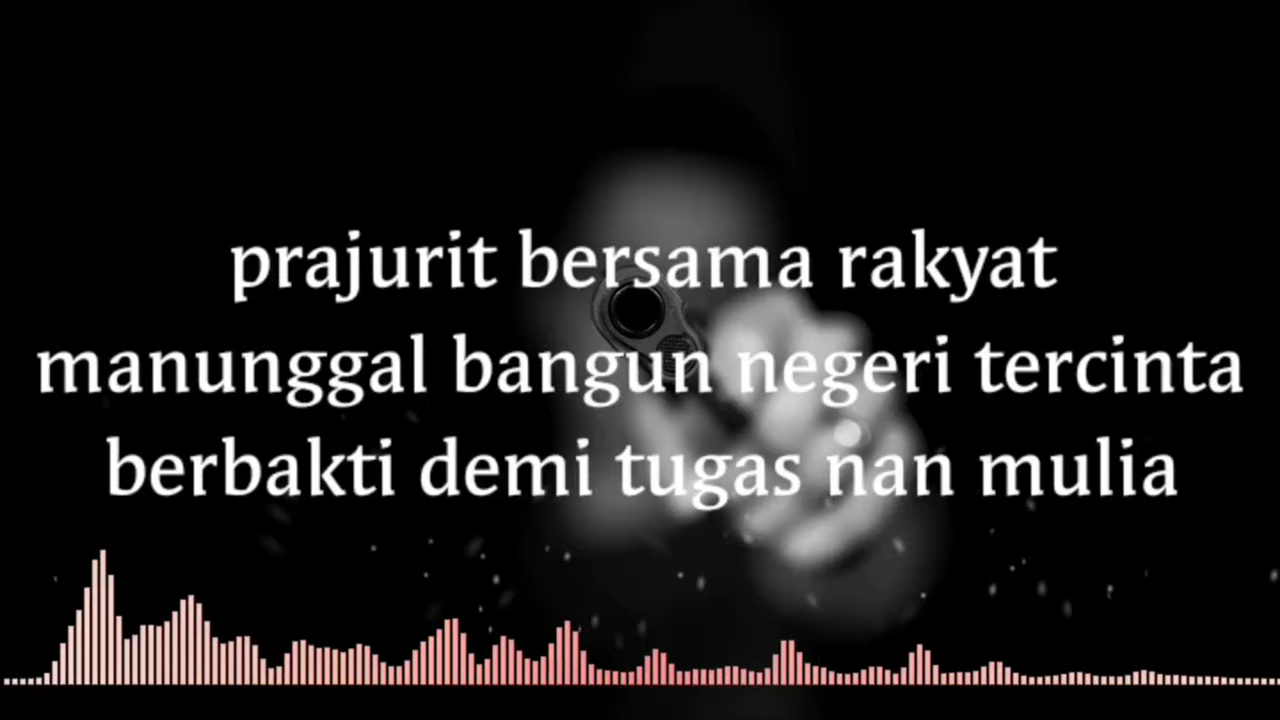 prajurit bersama rakyat
manunggal bangun negeri tercinta
berbakti demi tugas nan mulia